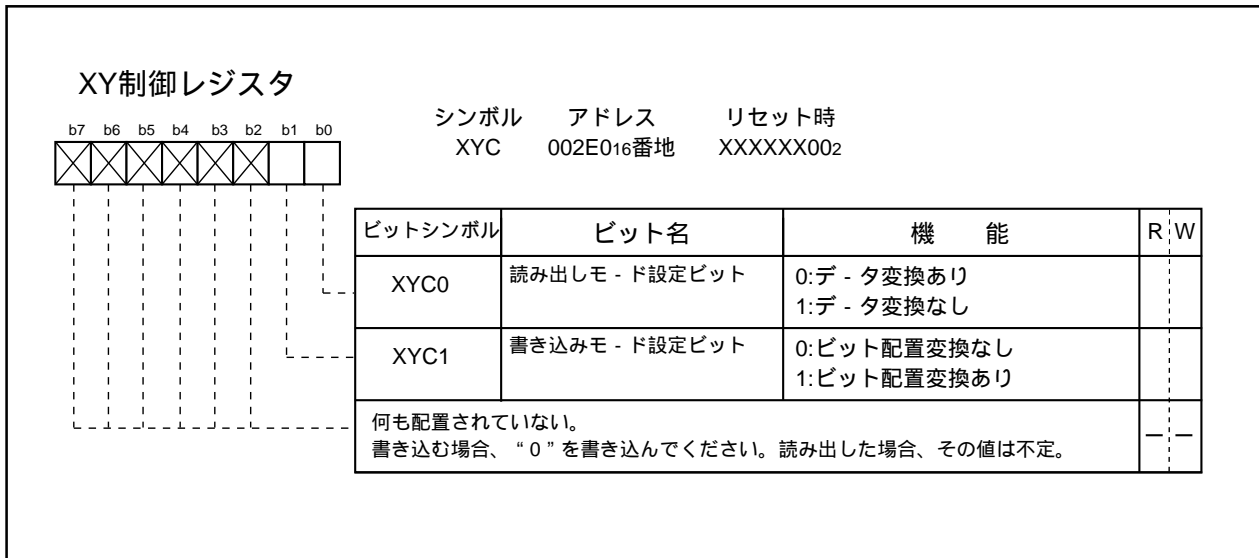 XY制御レジスタ
シンボル アドレス リセット時
b7 b6 b5 b4 b3 b2 b1 b0
XYC 002E016番地 XXXXXX002
ビットシンボル ビット名 機 能 R W
XYC0 読み出しモ - ド設定ビット 0:デ - タ変換あり
1:デ - タ変換なし
XYC1 書き込みモ - ド設定ビット 0:ビット配置変換なし
1:ビット配置変換あり
何も配置されていない。
書き込む場合、“ 0 ” を書き込んでください。読み出した場合、その値は不定。 － －